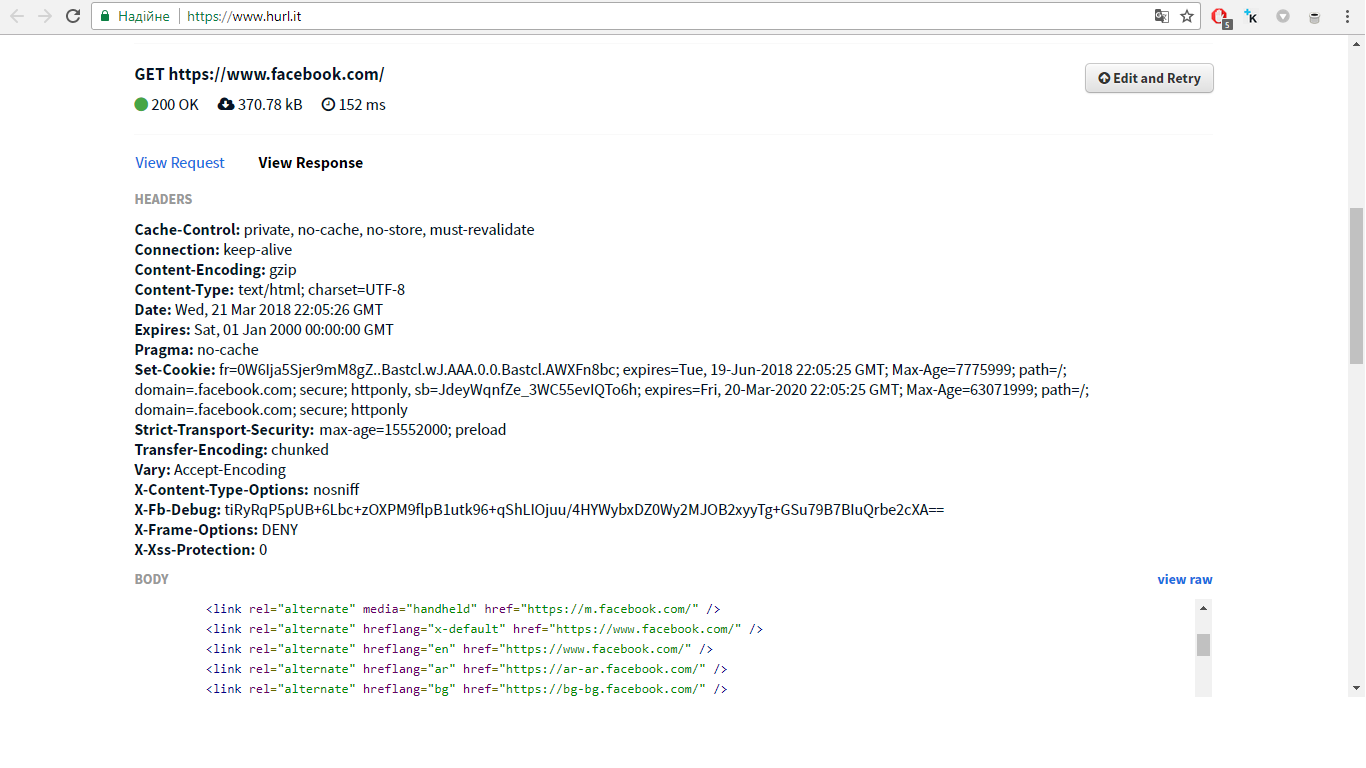 Надійне https://www.hurl.it
5
K
GET https://www.facebook.com/
Edit and Retry
200 OK 370.78 kB 152 ms
View Request View Response
HEADERS
Cache-Control: private, no-cache, no-store, must-revalidate
Connection: keep-alive
Content-Encoding: gzip
Content-Type: text/html; charset=UTF-8
Date: Wed, 21 Mar 2018 22:05:26 GMT
Expires: Sat, 01 Jan 2000 00:00:00 GMT
Pragma: no-cache
Set-Cookie: fr=0W6Ija5Sjer9mM8gZ..Bastcl.wJ.AAA.0.0.Bastcl.AWXFn8bc; expires=Tue, 19-Jun-2018 22:05:25 GMT; Max-Age=7775999; path=/;
domain=.facebook.com; secure; httponly, sb=JdeyWqnfZe_3WC55evIQTo6h; expires=Fri, 20-Mar-2020 22:05:25 GMT; Max-Age=63071999; path=/;
domain=.facebook.com; secure; httponly
Strict-Transport-Security: max-age=15552000; preload
Transfer-Encoding: chunked
Vary: Accept-Encoding
X-Content-Type-Options: nosniff
X-Fb-Debug: tiRyRqP5pUB+6Lbc+zOXPM9flpB1utk96+qShLIOjuu/4HYWybxDZ0Wy2MJOB2xyyTg+GSu79B7BIuQrbe2cXA==
X-Frame-Options: DENY
X-Xss-Protection: 0
BODY
view raw
<link rel="alternate" media="handheld" href="https://m.facebook.com/" />
<link rel="alternate" hreflang="x-default" href="https://www.facebook.com/" />
<link rel="alternate" hreflang="en" href="https://www.facebook.com/" />
<link rel="alternate" hreflang="ar" href="https://ar-ar.facebook.com/" />
<link rel="alternate" hreflang="bg" href="https://bg-bg.facebook.com/" />